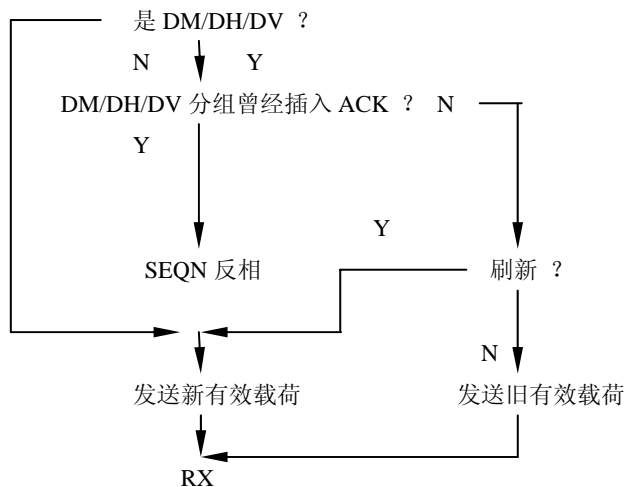 是 DM/DH/DV ?
N Y
DM/DH/DV 分组曾经插入 ACK ? N
Y
Y
SEQN 反相 刷新 ?
N
发送新有效载荷 发送旧有效载荷
RX